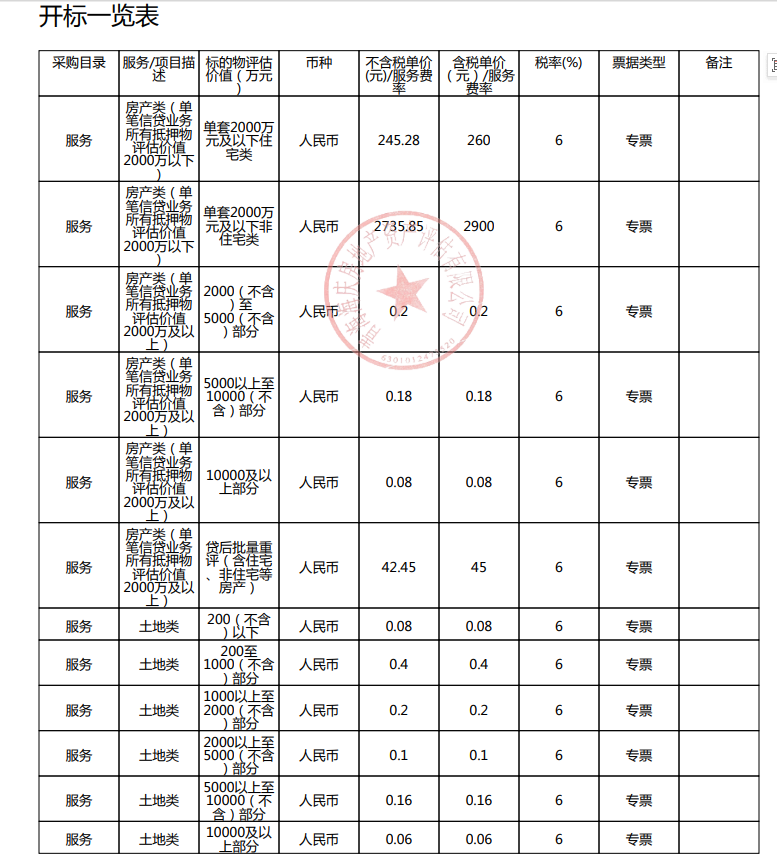 开标一览表
采购目录 服务/项目描述 标的物评估价值（万元） 币种 不含税单价(元)/服务费率 含税单价（元）/服务费率 税率(%) 票据类型 备注
服务 房产类（单笔信贷业务所有抵押物评估价值2000万以下） 单套2000万元及以下住宅类 人民币 245.28 260 6 专票
服务 房产类（单笔信贷业务所有抵押物评估价值2000万以下） 单套2000万元及以下非住宅类 人民币 2735.85 2900 6 专票
服务 房产类（单笔信贷业务所有抵押物评估价值2000万及以上） 2000（不含）至5000（不含）部分 人民币 0.2 0.2 6 专票
服务 房产类（单笔信贷业务所有抵押物评估价值2000万及以上） 5000以上至10000（不含）部分 人民币 0.18 0.18 6 专票
服务 房产类（单笔信贷业务所有抵押物评估价值2000万及以上） 10000及以上部分 人民币 0.08 0.08 6 专票
服务 房产类（单笔信贷业务所有抵押物评估价值2000万及以上） 贷后批量重评（含住宅、非住宅等房产） 人民币 42.45 45 6 专票
服务 土地类 200（不含）以下 人民币 0.08 0.08 6 专票
服务 土地类 200至1000（不含）部分 人民币 0.4 0.4 6 专票
服务 土地类 1000以上至2000（不含）部分 人民币 0.2 0.2 6 专票
服务 土地类 2000以上至5000（不含）部分 人民币 0.1 0.1 6 专票
服务 土地类 5000以上至10000（不含）部分 人民币 0.16 0.16 6 专票
服务 土地类 10000及以上部分 人民币 0.06 0.06 6 专票
房地产资产评估有限公司